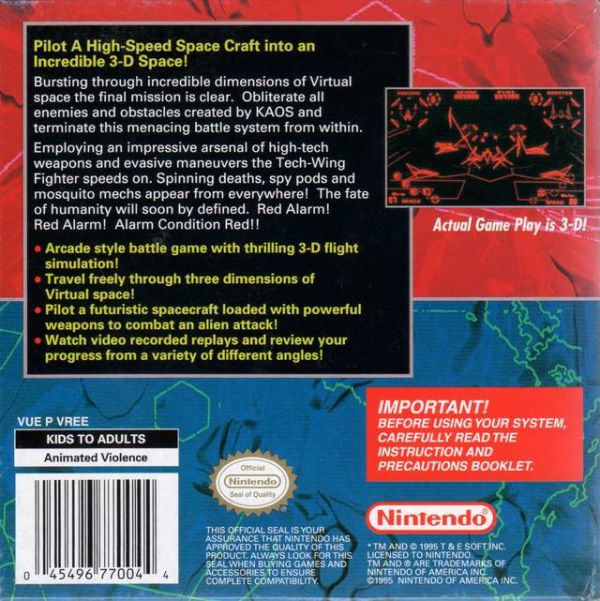 Pilot A High-Speed Space Craft into an
Incredible 3-D Space!
Bursting through incredible dimensions of Virtual
space the final mission is clear. Obliterate all
enemies and obstacles created by KAOS and
terminate this menacing battle system from within.
Employing an impressive arsenal of high-tech
weapons and evasive maneuvers the Tech-Wing
Fighter speeds on. Spinning deaths, spy pods and
mosquito mechs appear from everywhere! The fate
of humanity will soon by defined. Red Alarm!
Red Alarm! Alarm Condition Red!!
• Arcade style battle game with thrilling 3-D flight
simulation!
• Travel freely through three dimensions of
Virtual space!
• Pilot a futuristic spacecraft loaded with powerful
weapons to combat an alien attack!
• Watch video recorded replays and review your
progress from a variety of different angles!
Actual Game Play is 3-D!
VUE P VREE
KIDS TO ADULTS
Animated Violence
0 45496 77004 4
Official
Nintendo
Seal of Quality
THIS OFFICIAL SEAL IS YOUR
ASSURANCE THAT NINTENDO HAS
APPROVED THE QUALITY OF THIS
PRODUCT. ALWAYS LOOK FOR THIS
SEAL WHEN BUYING GAMES AND
ACCESSORIES TO ENSURE
COMPLETE COMPATIBILITY.
IMPORTANT!
BEFORE USING YOUR SYSTEM,
CAREFULLY READ THE
INSTRUCTION AND
PRECAUTIONS BOOKLET.
Nintendo®
* TM AND © 1995 T & E SOFT INC.
LICENSED TO NINTENDO.
TM AND ® ARE TRADEMARKS OF
NINTENDO OF AMERICA INC.
©1995 NINTENDO OF AMERICA INC.